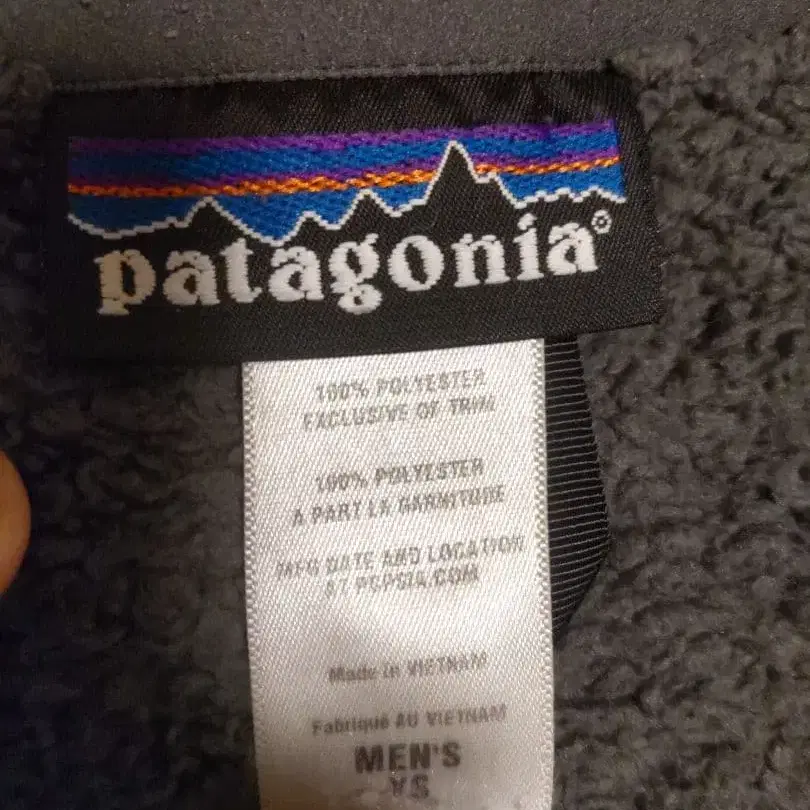 patagonia®
100% POLYESTER
EXCLUSIVE OF TRIM
100% POLYESTER
A PART LA GARNITURE
MFG DATE AND LOCATION
AT PCPSIA.COM
Made in VIETNAM
Fabriqué AU VIETNAM
MEN'S
XS